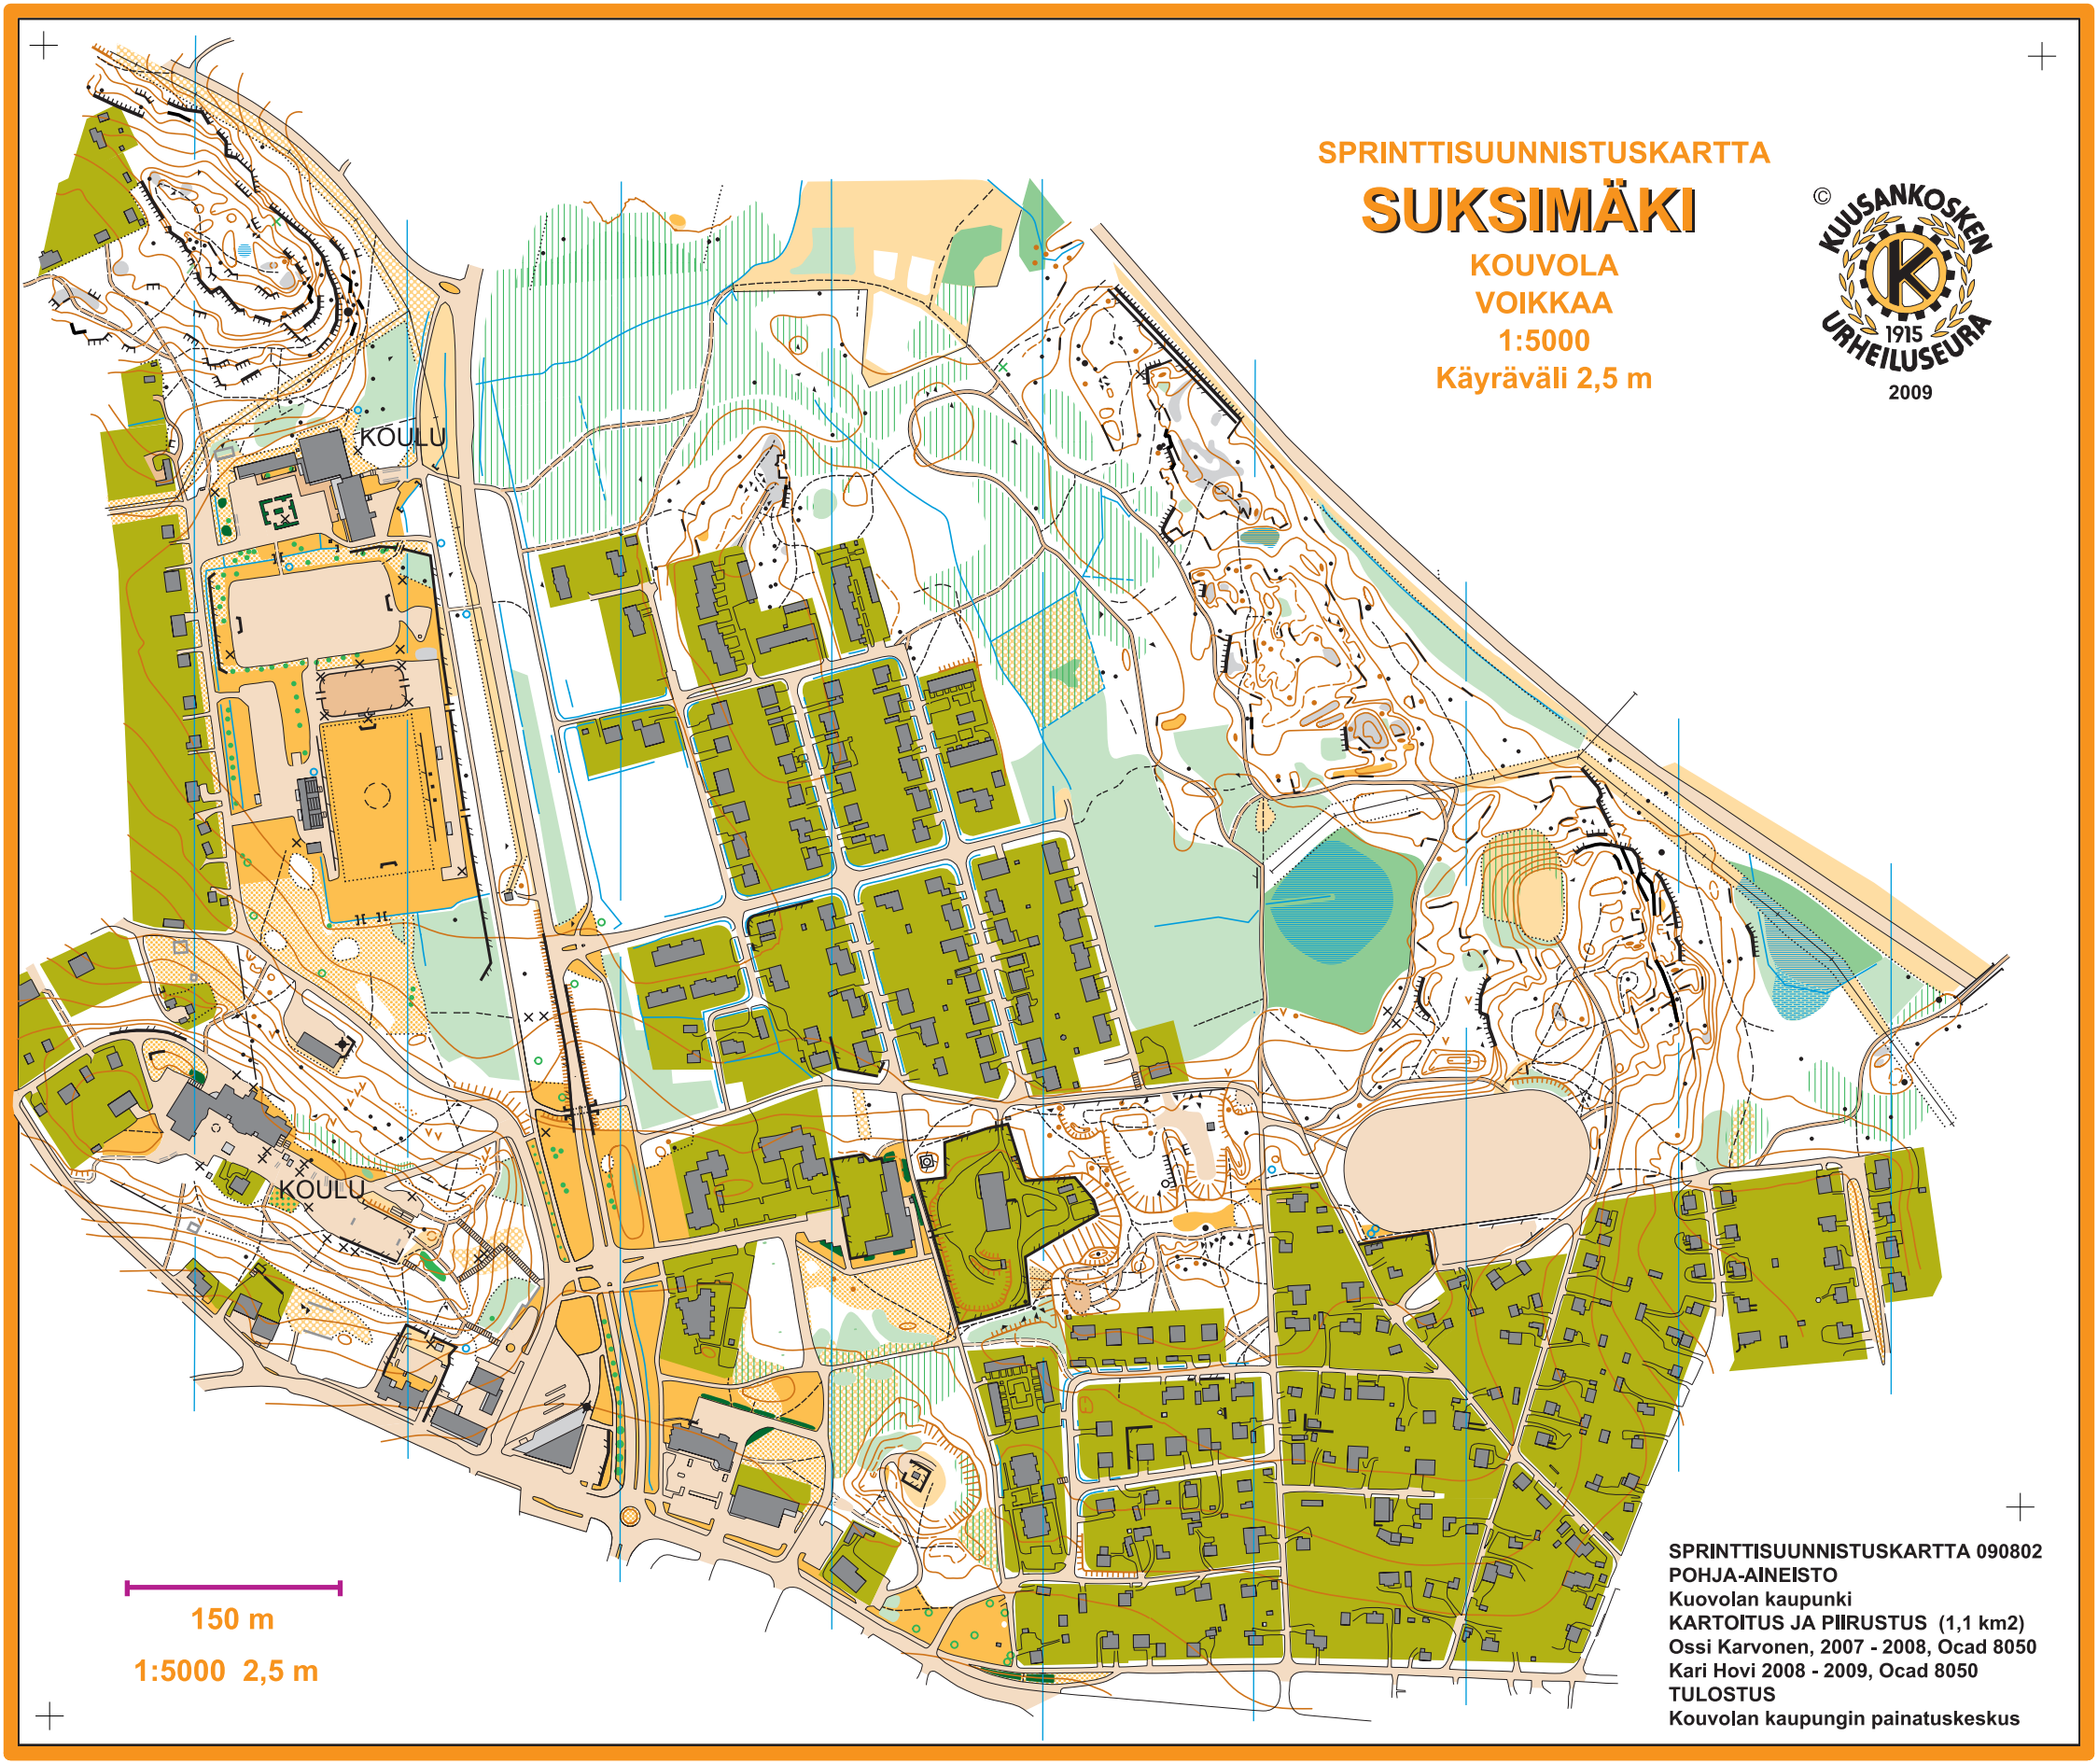 SPRINTTISUUNNISTUSKARTTA
SUKSIMÄKI
KOUVOLA
VOIKKAA
1:5000
Käyräväli 2,5 m
©
KUUSANKOSKEN
K
1915
URHEILUSEURA
2009
KOULU
KOULU
150 m
1:5000 2,5 m
SPRINTTISUUNNISTUSKARTTA 090802
POHJA-AINEISTO
Kuovolan kaupunki
KARTOITUS JA PIIRUSTUS (1,1 km2)
Ossi Karvonen, 2007 - 2008, Ocad 8050
Kari Hovi 2008 - 2009, Ocad 8050
TULOSTUS
Kouvolan kaupungin painatuskeskus